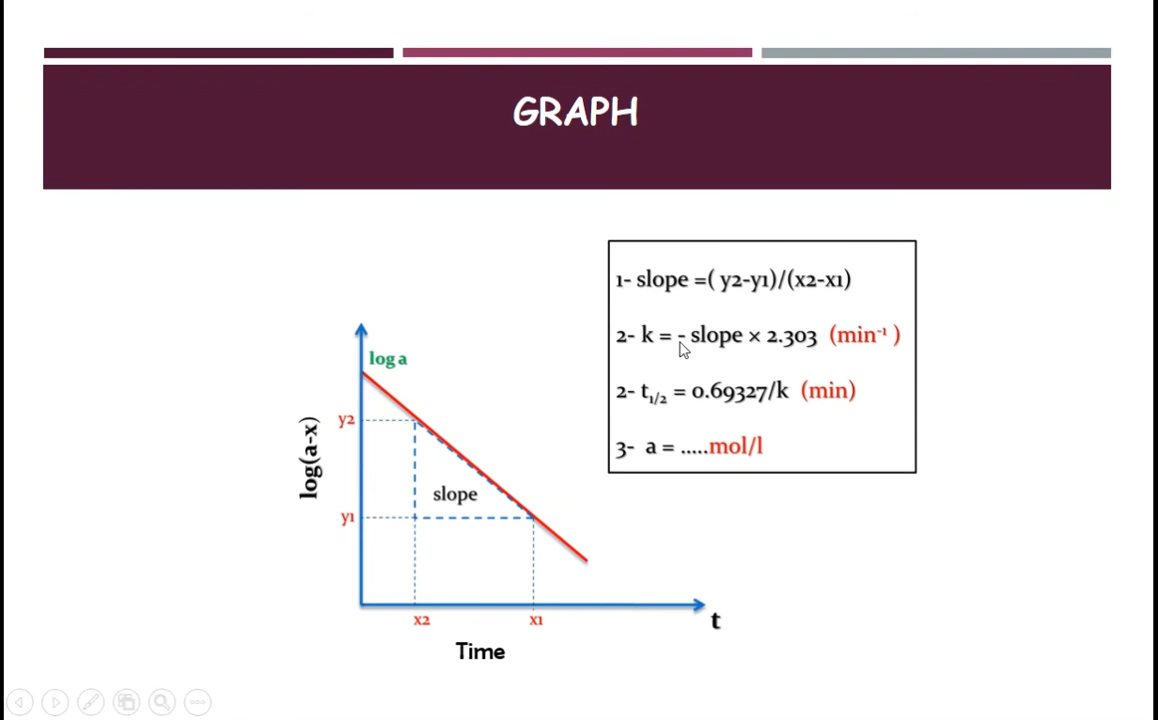 GRAPH
1- slope =( y2-y1)/(x2-x1)
2- k = - slope × 2.303 (min⁻¹ )
2- t₁/₂ = 0.69327/k (min)
3- a = .....mol/l
log a
log(a-x)
y2
slope
y1
x2
x1
t
Time